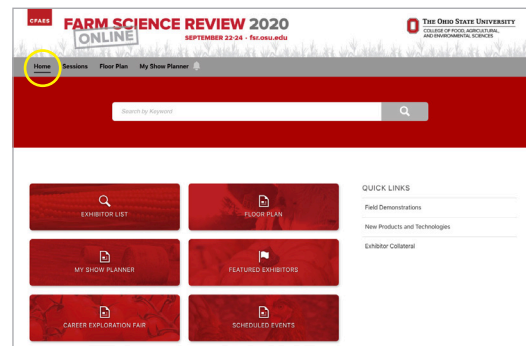 CFAES
FARM SCIENCE REVIEW 2020
ONLINE
SEPTEMBER 22-24 - fsr.osu.edu
THE OHIO STATE UNIVERSITY
COLLEGE OF FOOD, AGRICULTURAL,
AND ENVIRONMENTAL SCIENCES
Home Sessions Floor Plan My Show Planner
Search by Keyword
EXHIBITOR LIST
FLOOR PLAN
MY SHOW PLANNER
FEATURED EXHIBITORS
CAREER EXPLORATION FAIR
SCHEDULED EVENTS
QUICK LINKS
Field Demonstrations
New Products and Technologies
Exhibitor Collateral